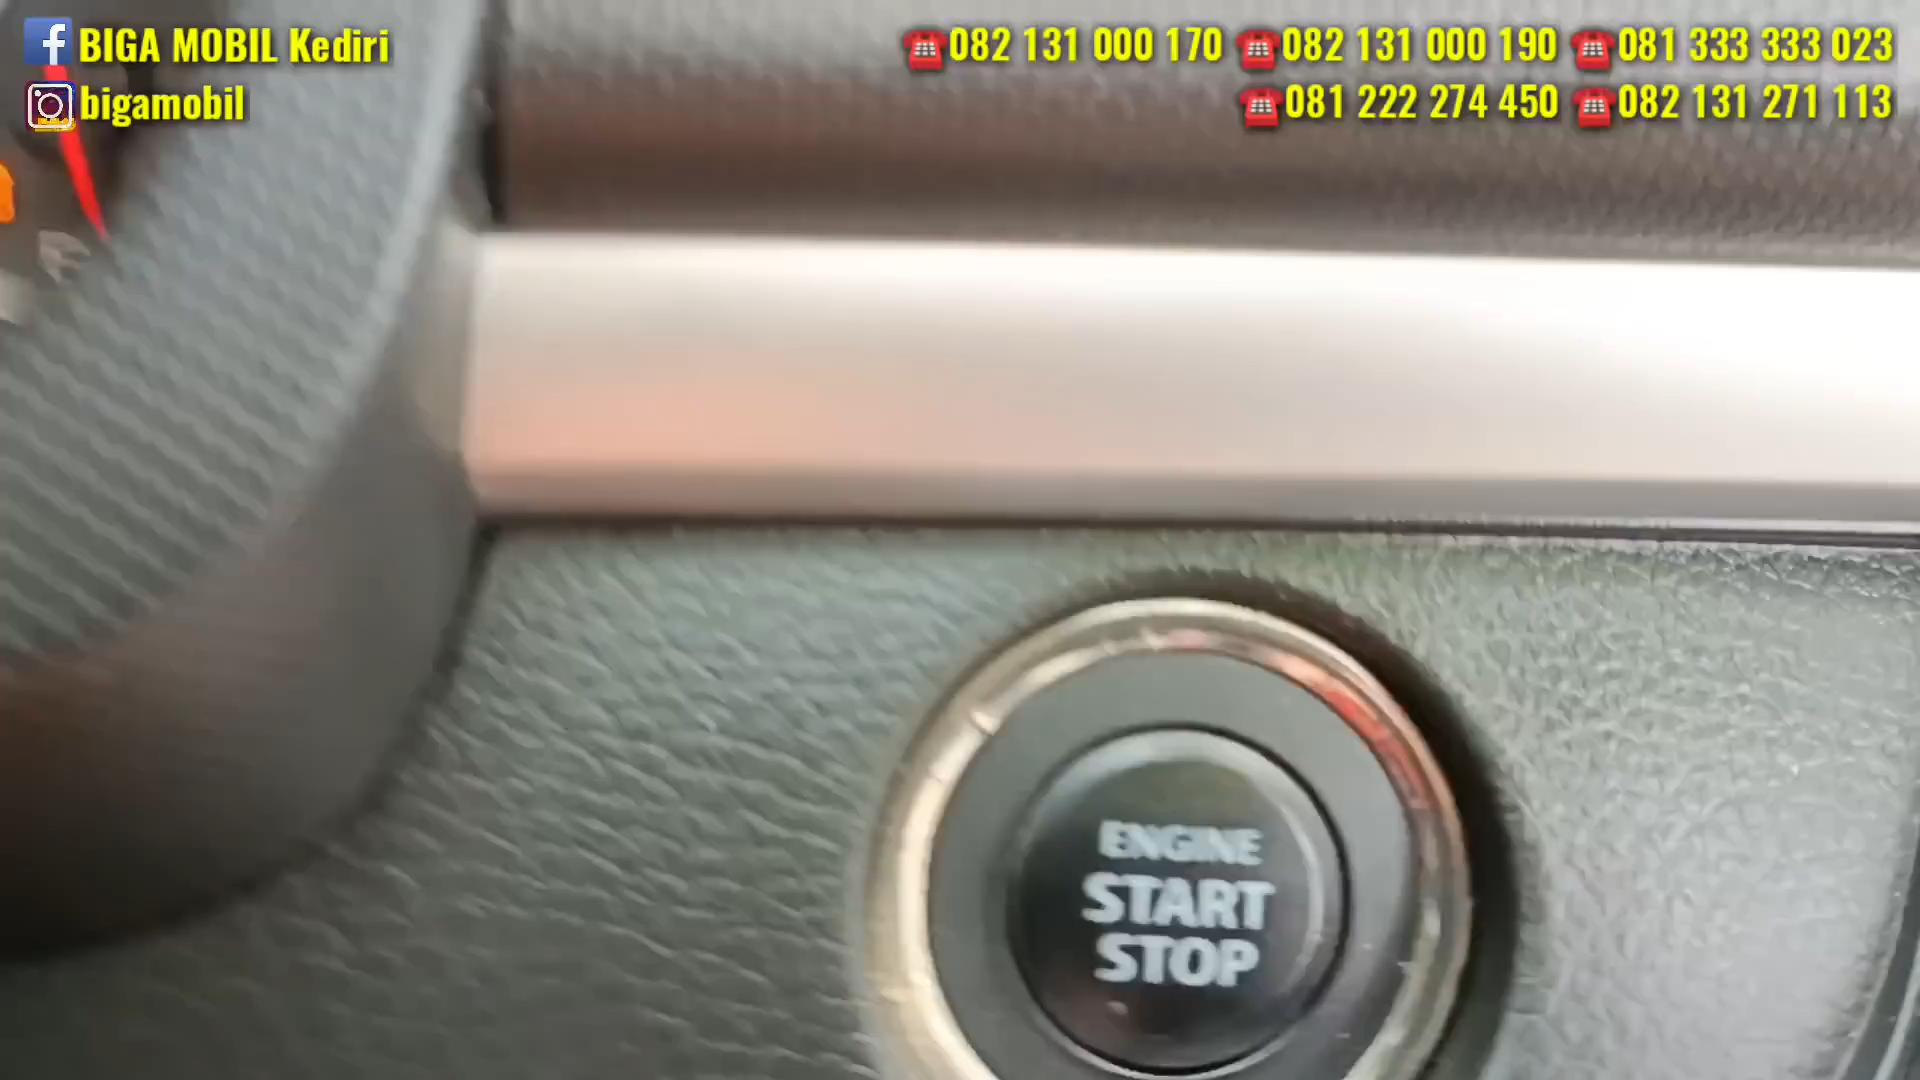 BIGA MOBIL Kediri
bigamobil
082 131 000 170 082 131 000 190 081 333 333 023
081 222 274 450 082 131 271 113
ENGINE
START
STOP